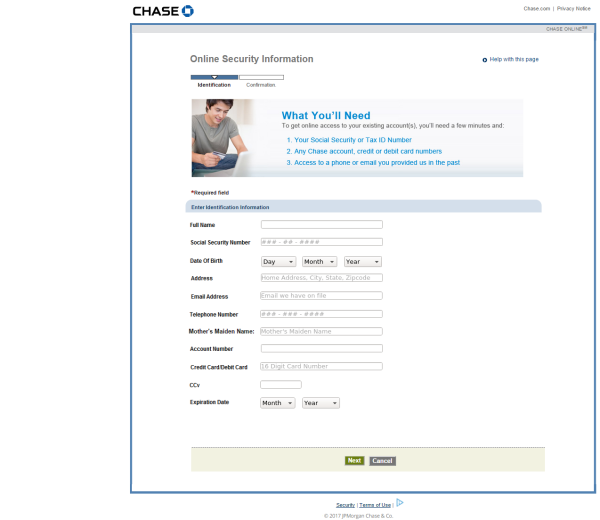 CHASE
Chase.com | Privacy Notice
CHASE ONLINE℠
Online Security Information
Help with this page
Identification Confirmation
What You'll Need
To get online access to your existing account(s), you'll need a few minutes and:
1. Your Social Security or Tax ID Number
2. Any Chase account, credit or debit card numbers
3. Access to a phone or email you provided us in the past
*Required field
Enter Identification Information
Full Name
Social Security Number ### - ## - ####
Date Of Birth Day Month Year
Address Home Address, City, State, Zipcode
Email Address Email we have on file
Telephone Number ### - ### - ####
Mother's Maiden Name: Mother's Maiden Name
Account Number
Credit Card/Debit Card 16 Digit Card Number
CCv
Expiration Date Month Year
Next Cancel
Security | Terms of Use |
© 2017 JPMorgan Chase & Co.